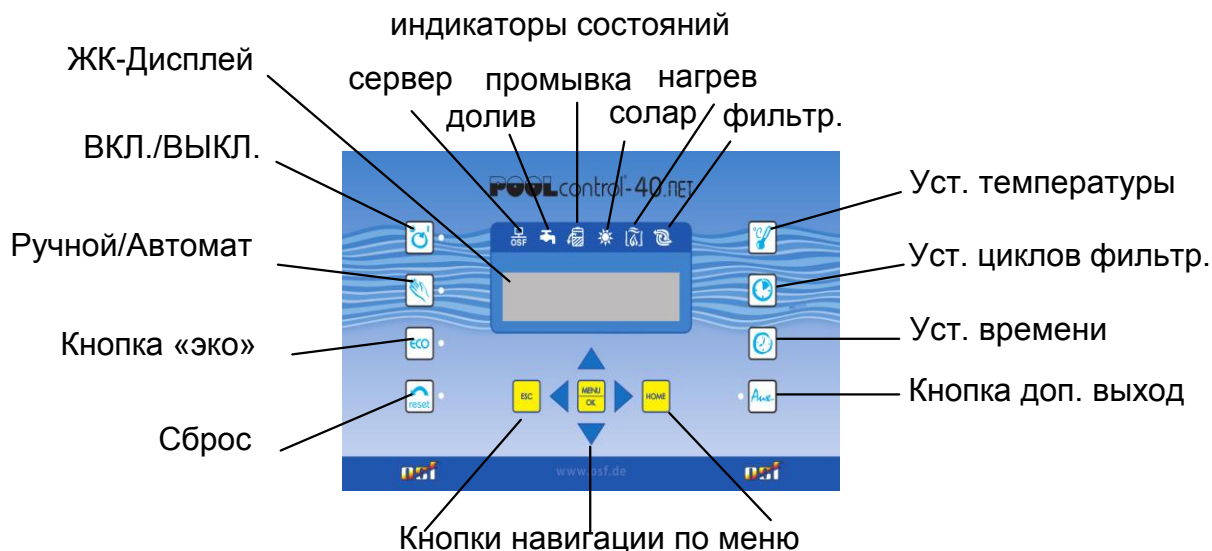 индикаторы состояний
ЖК-Дисплей
сервер промывка нагрев
долив солар фильтр.
ВКЛ./ВЫКЛ.
POOLcontrol-40.net
Уст. температуры
OSF
Ручной/Автомат
Уст. циклов фильтр.
Кнопка «эко»
eco
Уст. времени
ESC
MENU
OK
HOME
Aux.
Кнопка доп. выход
reset
Сброс
osf www.osf.de osf
Кнопки навигации по меню